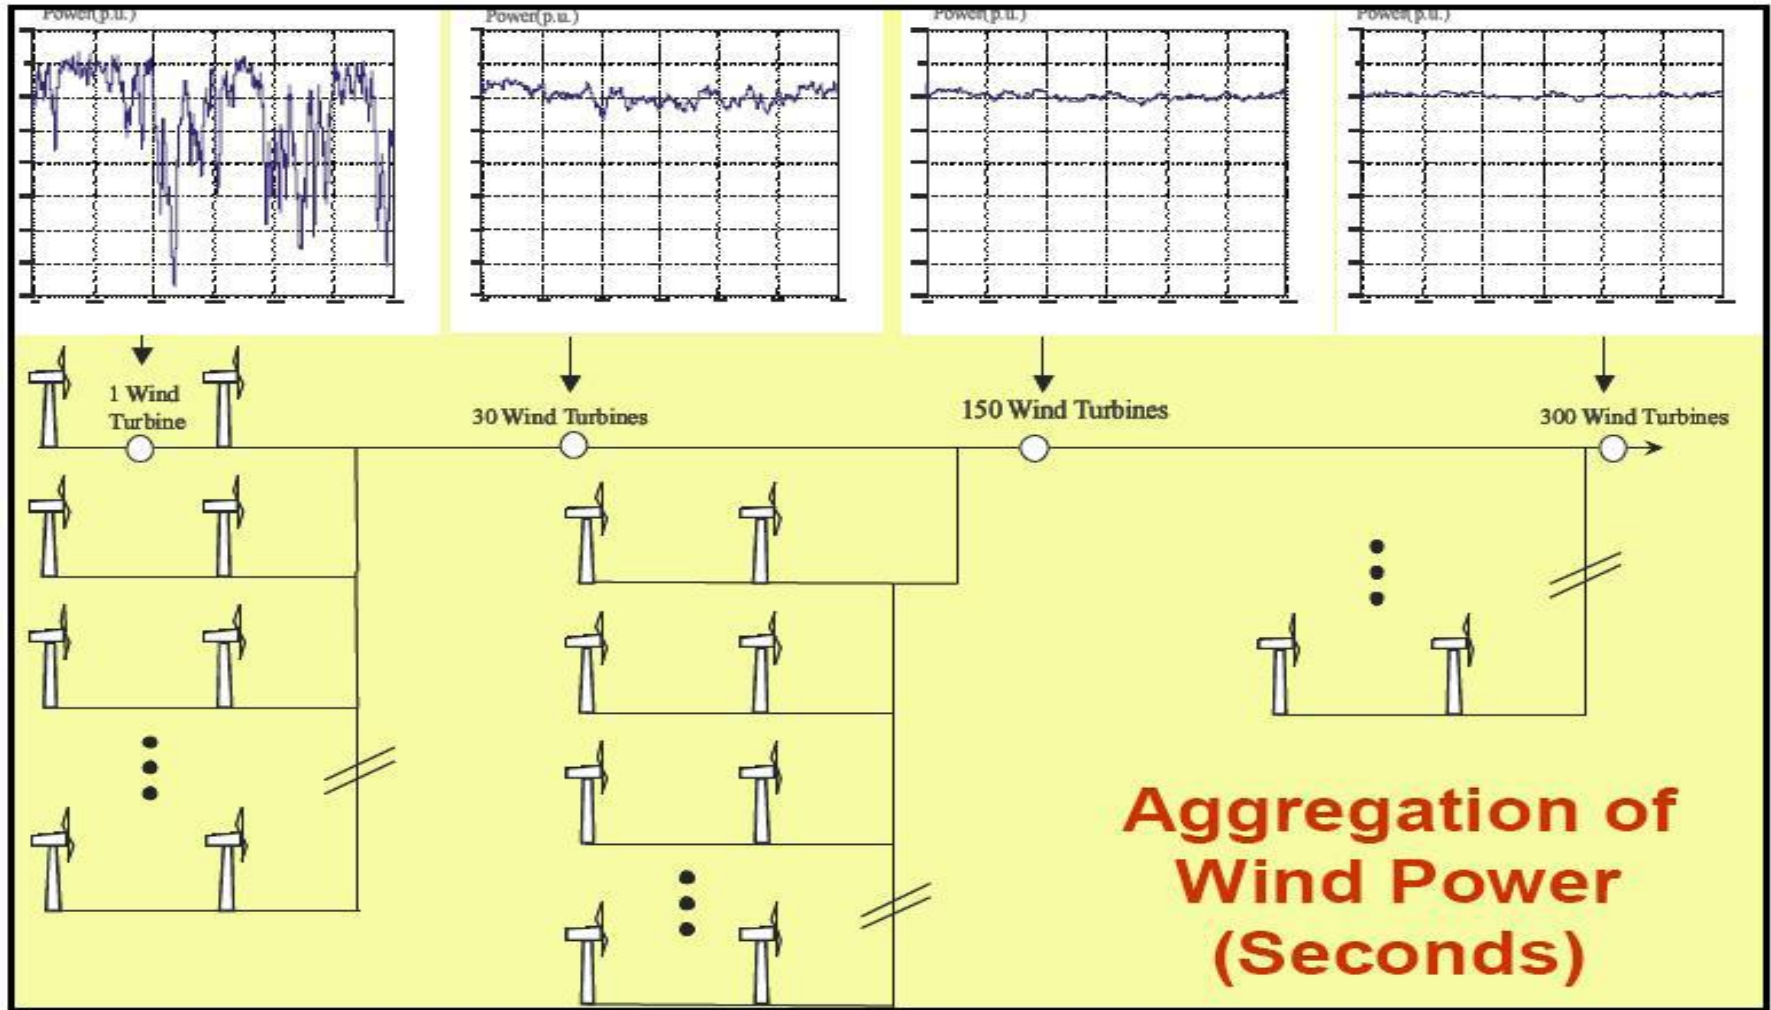 Power(p.u.)
Power(p.u.)
Power(p.u.)
Power(p.u.)
1 Wind
Turbine
30 Wind Turbines
150 Wind Turbines
300 Wind Turbines
Aggregation of
Wind Power
(Seconds)